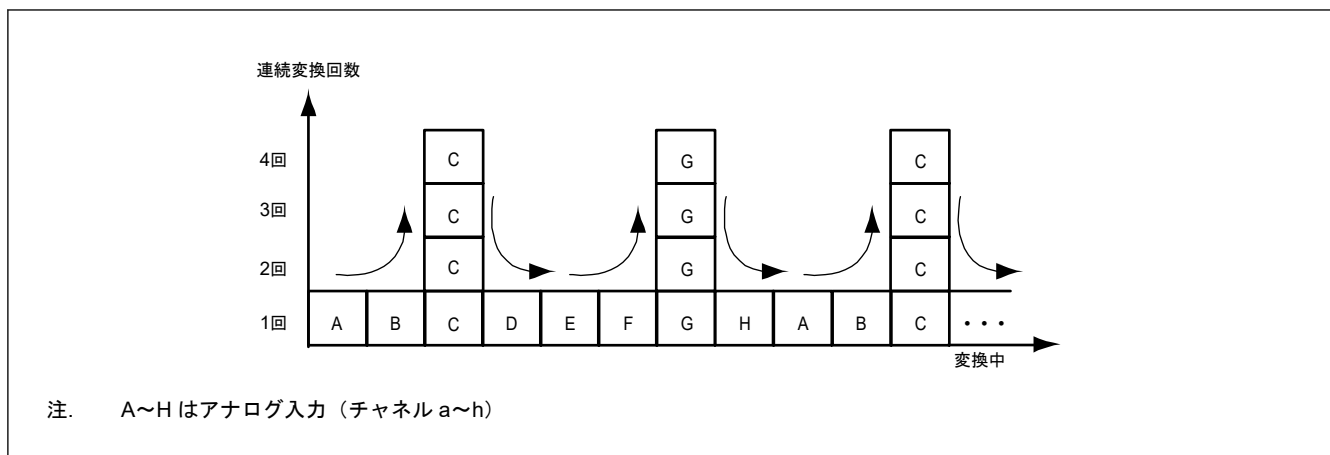 連続変換回数
4回 C G C
3回 C G C
2回 C G C
1回 A B C D E F G H A B C ・・・
変換中
注. A～H はアナログ入力（チャネル a～h）